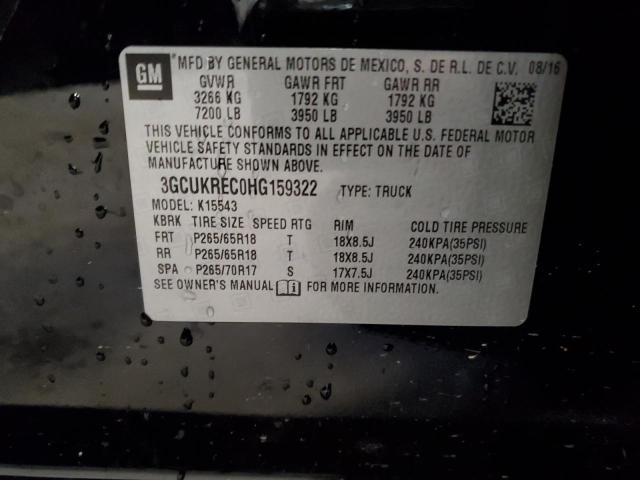 GM MFD BY GENERAL MOTORS DE MEXICO, S. DE R.L. DE C.V. 08/16
GVWR GAWR FRT GAWR RR
3266 KG 1792 KG 1792 KG
7200 LB 3950 LB 3950 LB
THIS VEHICLE CONFORMS TO ALL APPLICABLE U.S. FEDERAL MOTOR
VEHICLE SAFETY STANDARDS IN EFFECT ON THE DATE OF
MANUFACTURE SHOWN ABOVE.
3GCUKREC0HG159322 TYPE: TRUCK
MODEL: K15543
KBRK TIRE SIZE SPEED RTG RIM COLD TIRE PRESSURE
FRT P265/65R18 T 18X8.5J 240KPA(35PSI)
RR P265/65R18 T 18X8.5J 240KPA(35PSI)
SPA P265/70R17 S 17X7.5J 240KPA(35PSI)
SEE OWNER'S MANUAL FOR MORE INFORMATION.